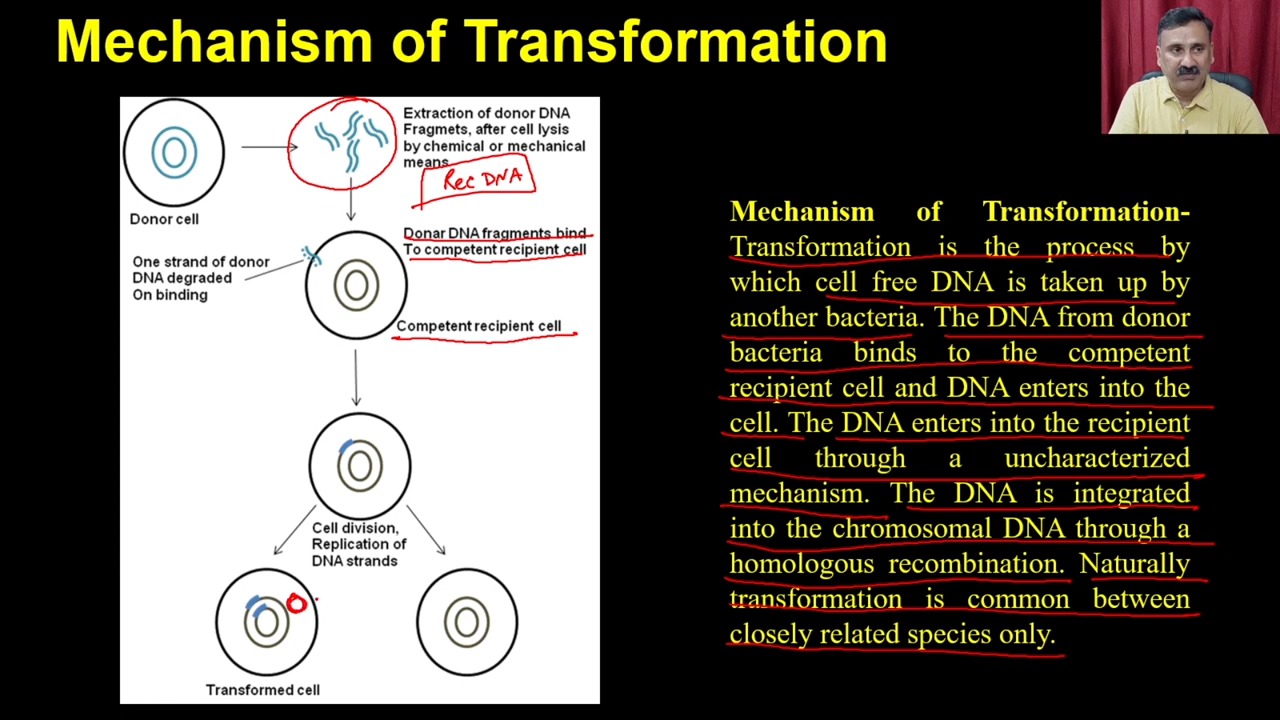 Mechanism of Transformation
Extraction of donor DNA
Fragmets, after cell lysis
by chemical or mechanical
means
Rec DNA
Donor cell
Donar DNA fragments bind
To competent recipient cell
One strand of donor
DNA degraded
On binding
Competent recipient cell
Cell division,
Replication of
DNA strands
Transformed cell
Mechanism of Transformation-
Transformation is the process by
which cell free DNA is taken up by
another bacteria. The DNA from donor
bacteria binds to the competent
recipient cell and DNA enters into the
cell. The DNA enters into the recipient
cell through a uncharacterized
mechanism. The DNA is integrated
into the chromosomal DNA through a
homologous recombination. Naturally
transformation is common between
closely related species only.